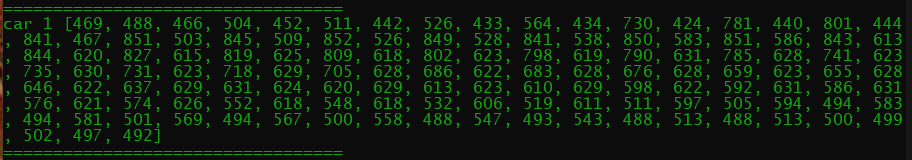 ==================================
car 1 [469, 488, 466, 504, 452, 511, 442, 526, 433, 564, 434, 730, 424, 781, 440, 801, 444
, 841, 467, 851, 503, 845, 509, 852, 526, 849, 528, 841, 538, 850, 583, 851, 586, 843, 613
, 844, 620, 827, 615, 819, 625, 809, 618, 802, 623, 798, 619, 790, 631, 785, 628, 741, 623
, 735, 630, 731, 623, 718, 629, 705, 628, 686, 622, 683, 628, 676, 628, 659, 623, 655, 628
, 646, 622, 637, 629, 631, 624, 620, 629, 613, 623, 610, 629, 598, 622, 592, 631, 586, 631
, 576, 621, 574, 626, 552, 618, 548, 618, 532, 606, 519, 611, 511, 597, 505, 594, 494, 583
, 494, 581, 501, 569, 494, 567, 500, 558, 488, 547, 493, 543, 488, 513, 488, 513, 500, 499
, 502, 497, 492]
==================================